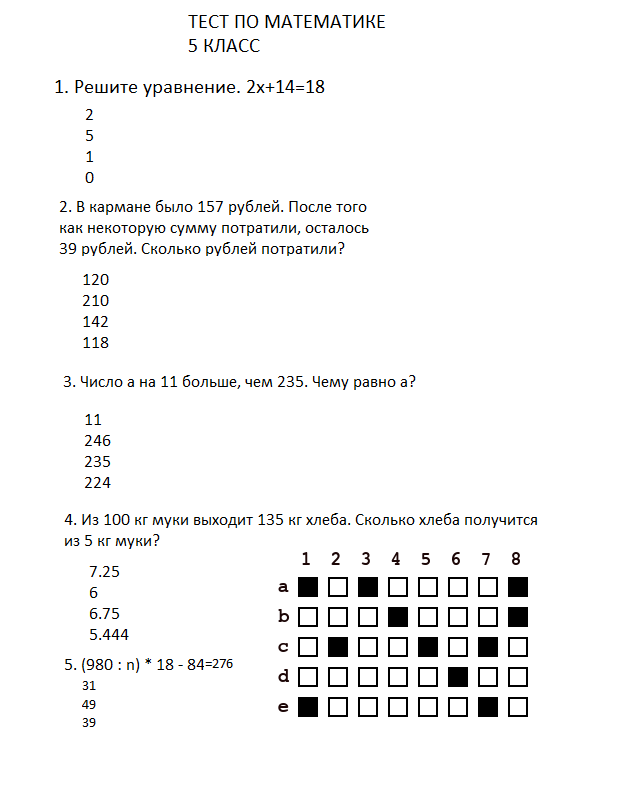 ТЕСТ ПО МАТЕМАТИКЕ
5 КЛАСС
1. Решите уравнение. 2x+14=18
2
5
1
0
2. В кармане было 157 рублей. После того
как некоторую сумму потратили, осталось
39 рублей. Сколько рублей потратили?
120
210
142
118
3. Число а на 11 больше, чем 235. Чему равно а?
11
246
235
224
4. Из 100 кг муки выходит 135 кг хлеба. Сколько хлеба получится
из 5 кг муки?
7.25
6
6.75
5.444
5. (980 : n) * 18 - 84=276
31
49
39
1 2 3 4 5 6 7 8
a
b
c
d
e